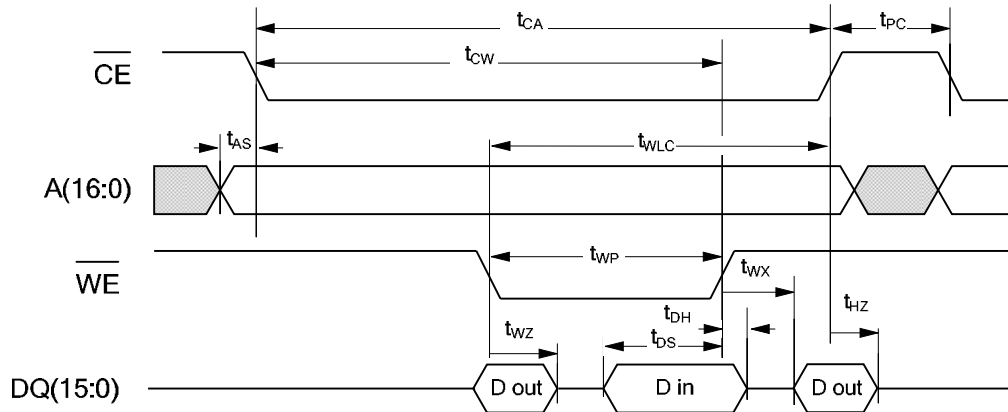 tCA
tPC
CE
tCW
tAS
tWLC
A(16:0)
tWP
WE
tWX
tDH
tHZ
tWZ
tDS
DQ(15:0)
D out
D in
D out